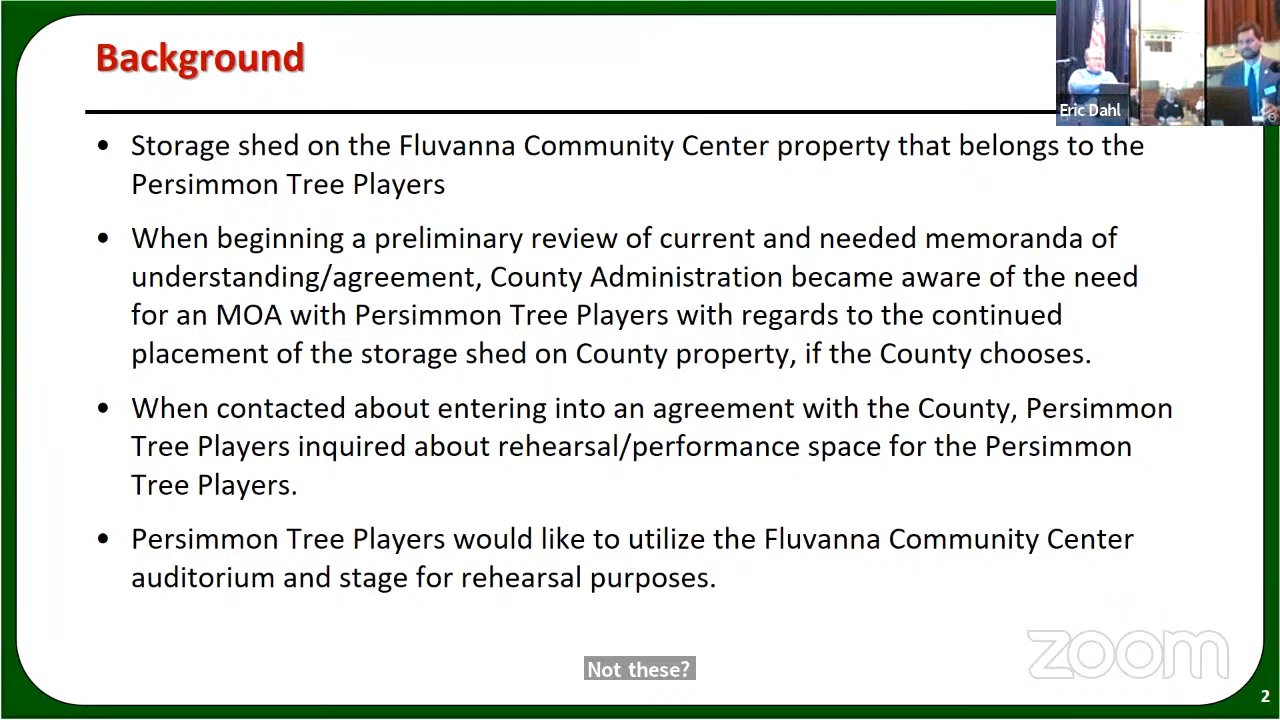 Background
Eric Dahl
• Storage shed on the Fluvanna Community Center property that belongs to the
Persimmon Tree Players
• When beginning a preliminary review of current and needed memoranda of
understanding/agreement, County Administration became aware of the need
for an MOA with Persimmon Tree Players with regards to the continued
placement of the storage shed on County property, if the County chooses.
• When contacted about entering into an agreement with the County, Persimmon
Tree Players inquired about rehearsal/performance space for the Persimmon
Tree Players.
• Persimmon Tree Players would like to utilize the Fluvanna Community Center
auditorium and stage for rehearsal purposes.
zoom
Not these?
2